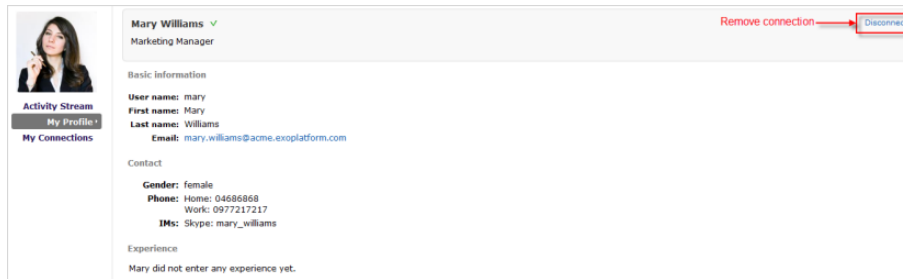 Mary Williams
Marketing Manager
Remove connection
Disconnec
Activity Stream
My Profile
My Connections
Basic information
User name: mary
First name: Mary
Last name: Williams
Email: mary.williams@acme.exoplatform.com
Contact
Gender: female
Phone: Home: 04686868
Work: 0977217217
IMs: Skype: mary_williams
Experience
Mary did not enter any experience yet.